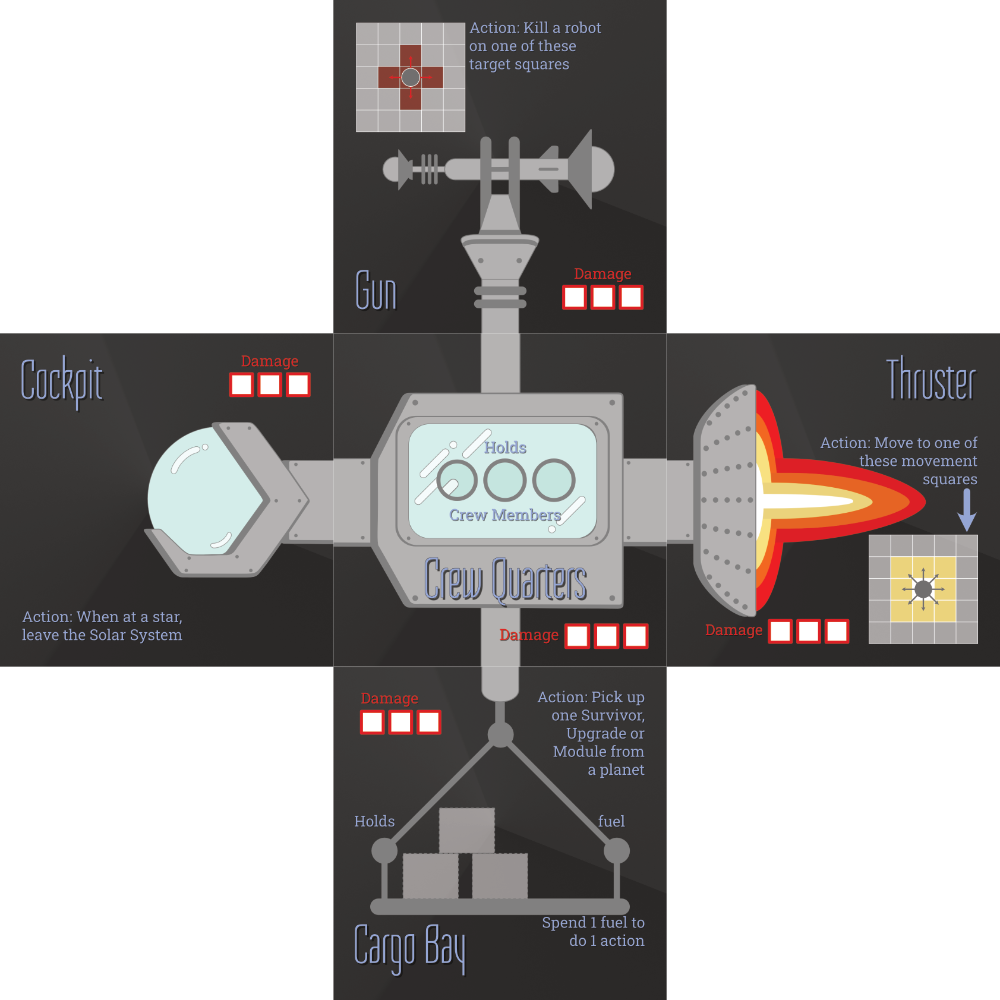 Action: Kill a robot
on one of these
target squares
Gun
Damage
Cockpit
Damage
Action: When at a star,
leave the Solar System
Holds
Crew Members
Crew Quarters
Damage
Thruster
Action: Move to one of
these movement
squares
Damage
Damage
Action: Pick up
one Survivor,
Upgrade or
Module from
a planet
Holds
fuel
Spend 1 fuel to
do 1 action
Cargo Bay